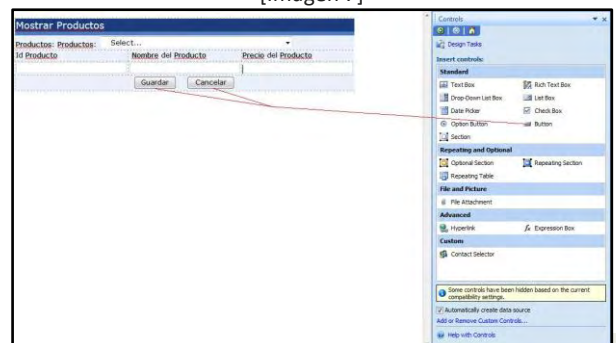 Mostrar Productos
Productos: Productos: Select...
Id Producto Nombre del Producto Precio del Producto
Guardar Cancelar
Controls
Design Tasks
Insert controls:
Standard
Text Box Rich Text Box
Drop-Down List Box List Box
Date Picker Check Box
Option Button Button
Section
Repeating and Optional
Optional Section Repeating Section
Repeating Table
File and Picture
File Attachment
Advanced
Hyperlink Expression Box
Custom
Contact Selector
Some controls have been hidden based on the current
compatibility settings.
Automatically create data source
Add or Remove Custom Controls...
Help with Controls